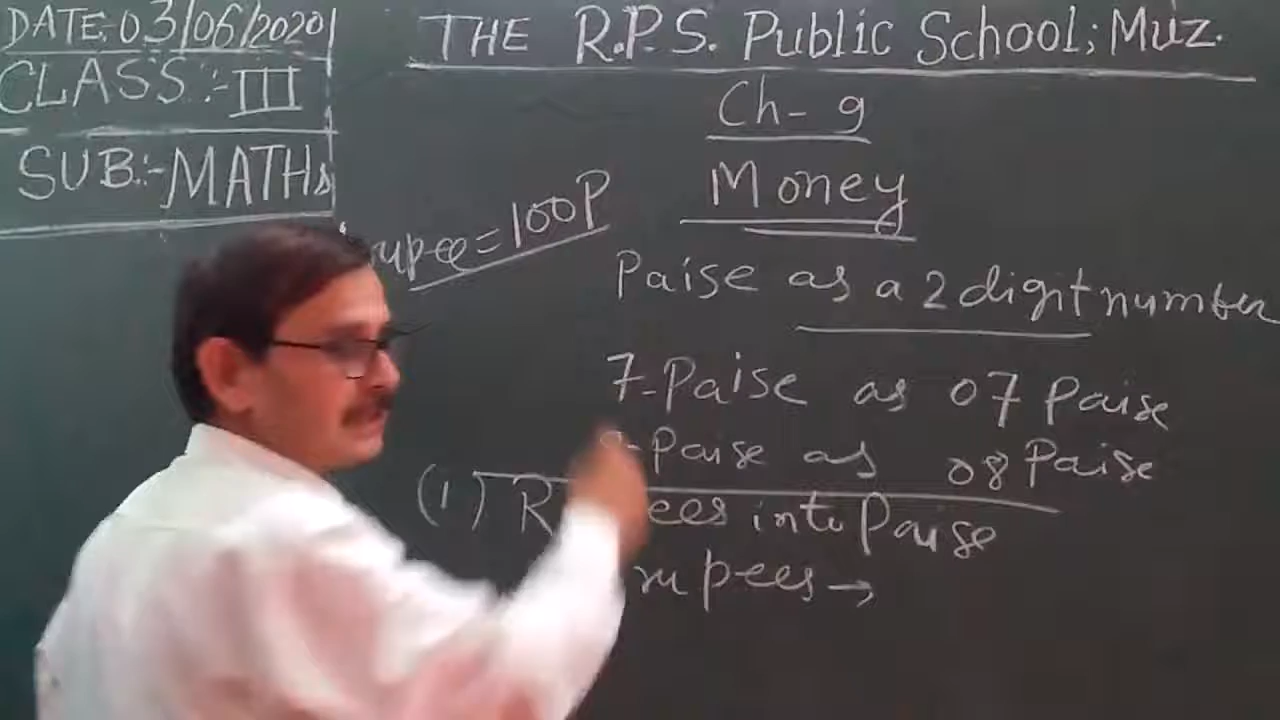 DATE:-03/06/2020
CLASS:-III
SUB:-MATHs
THE R.P.S. Public School; Muz.
Ch- 9
Money
rupee=100P
Paise as a 2 digit number
7-Paise as 07 Paise
Paise as 08 Paise
(1) R ees into Paise
rupees→